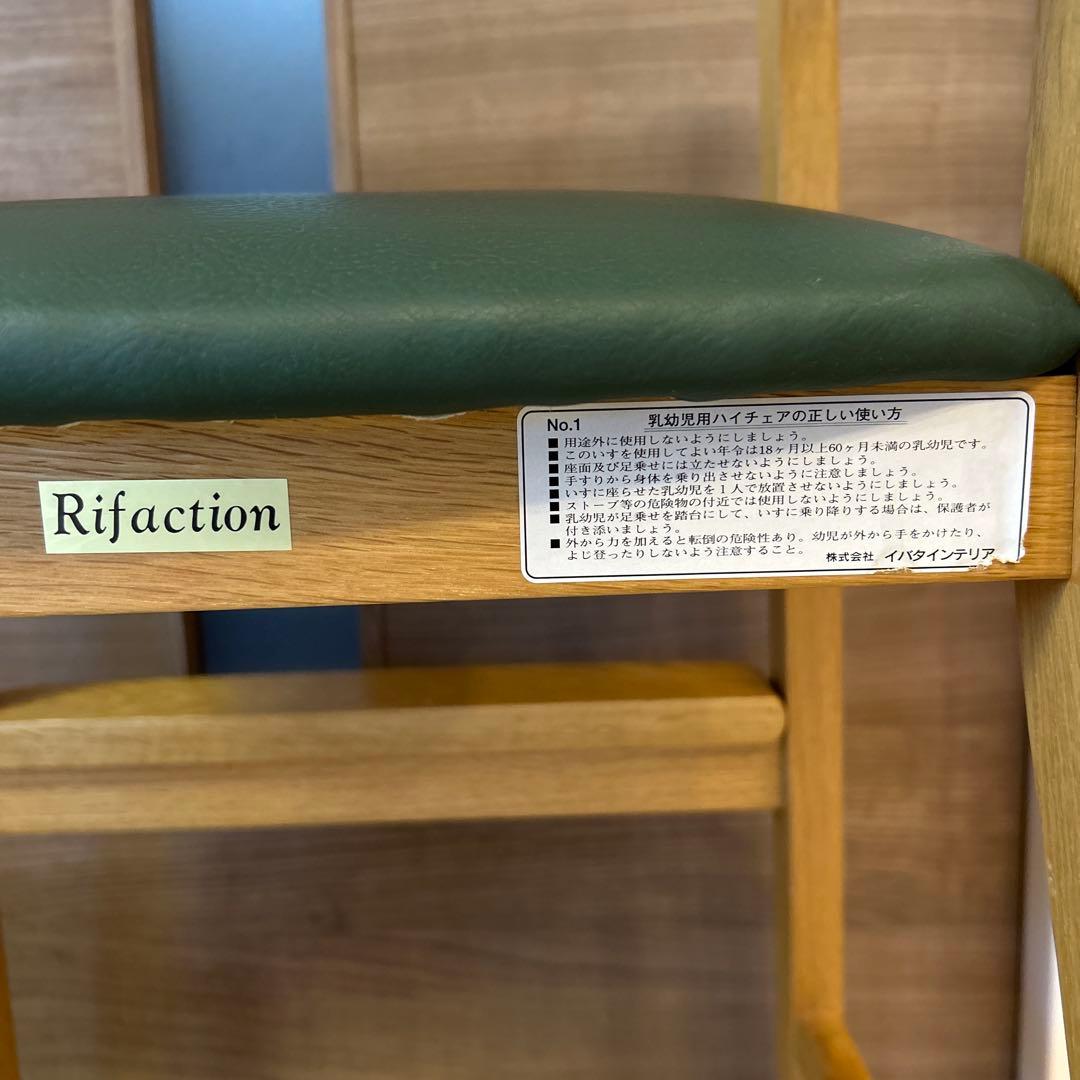 Rifaction
No.1 乳幼児用ハイチェアの正しい使い方
■用途外に使用しないようにしましょう。
■このいすを使用してよい年令は18ヶ月以上60ヶ月未満の乳幼児です。
■座面及び足乗せには立たせないようにしましょう。
■手すりから身体を乗り出させないように注意しましょう。
■いすに座らせた乳幼児を1人で放置させないようにしましょう。
■ストーブ等の危険物の付近では使用しないようにしましょう。
■乳幼児が足乗せを踏台にして、いすに乗り降りする場合は、保護者が
付き添いましょう。
■外から力を加えると転倒の危険性あり。幼児が外から手をかけたり、
よじ登ったりしないよう注意すること。 株式会社 イバタインテリア